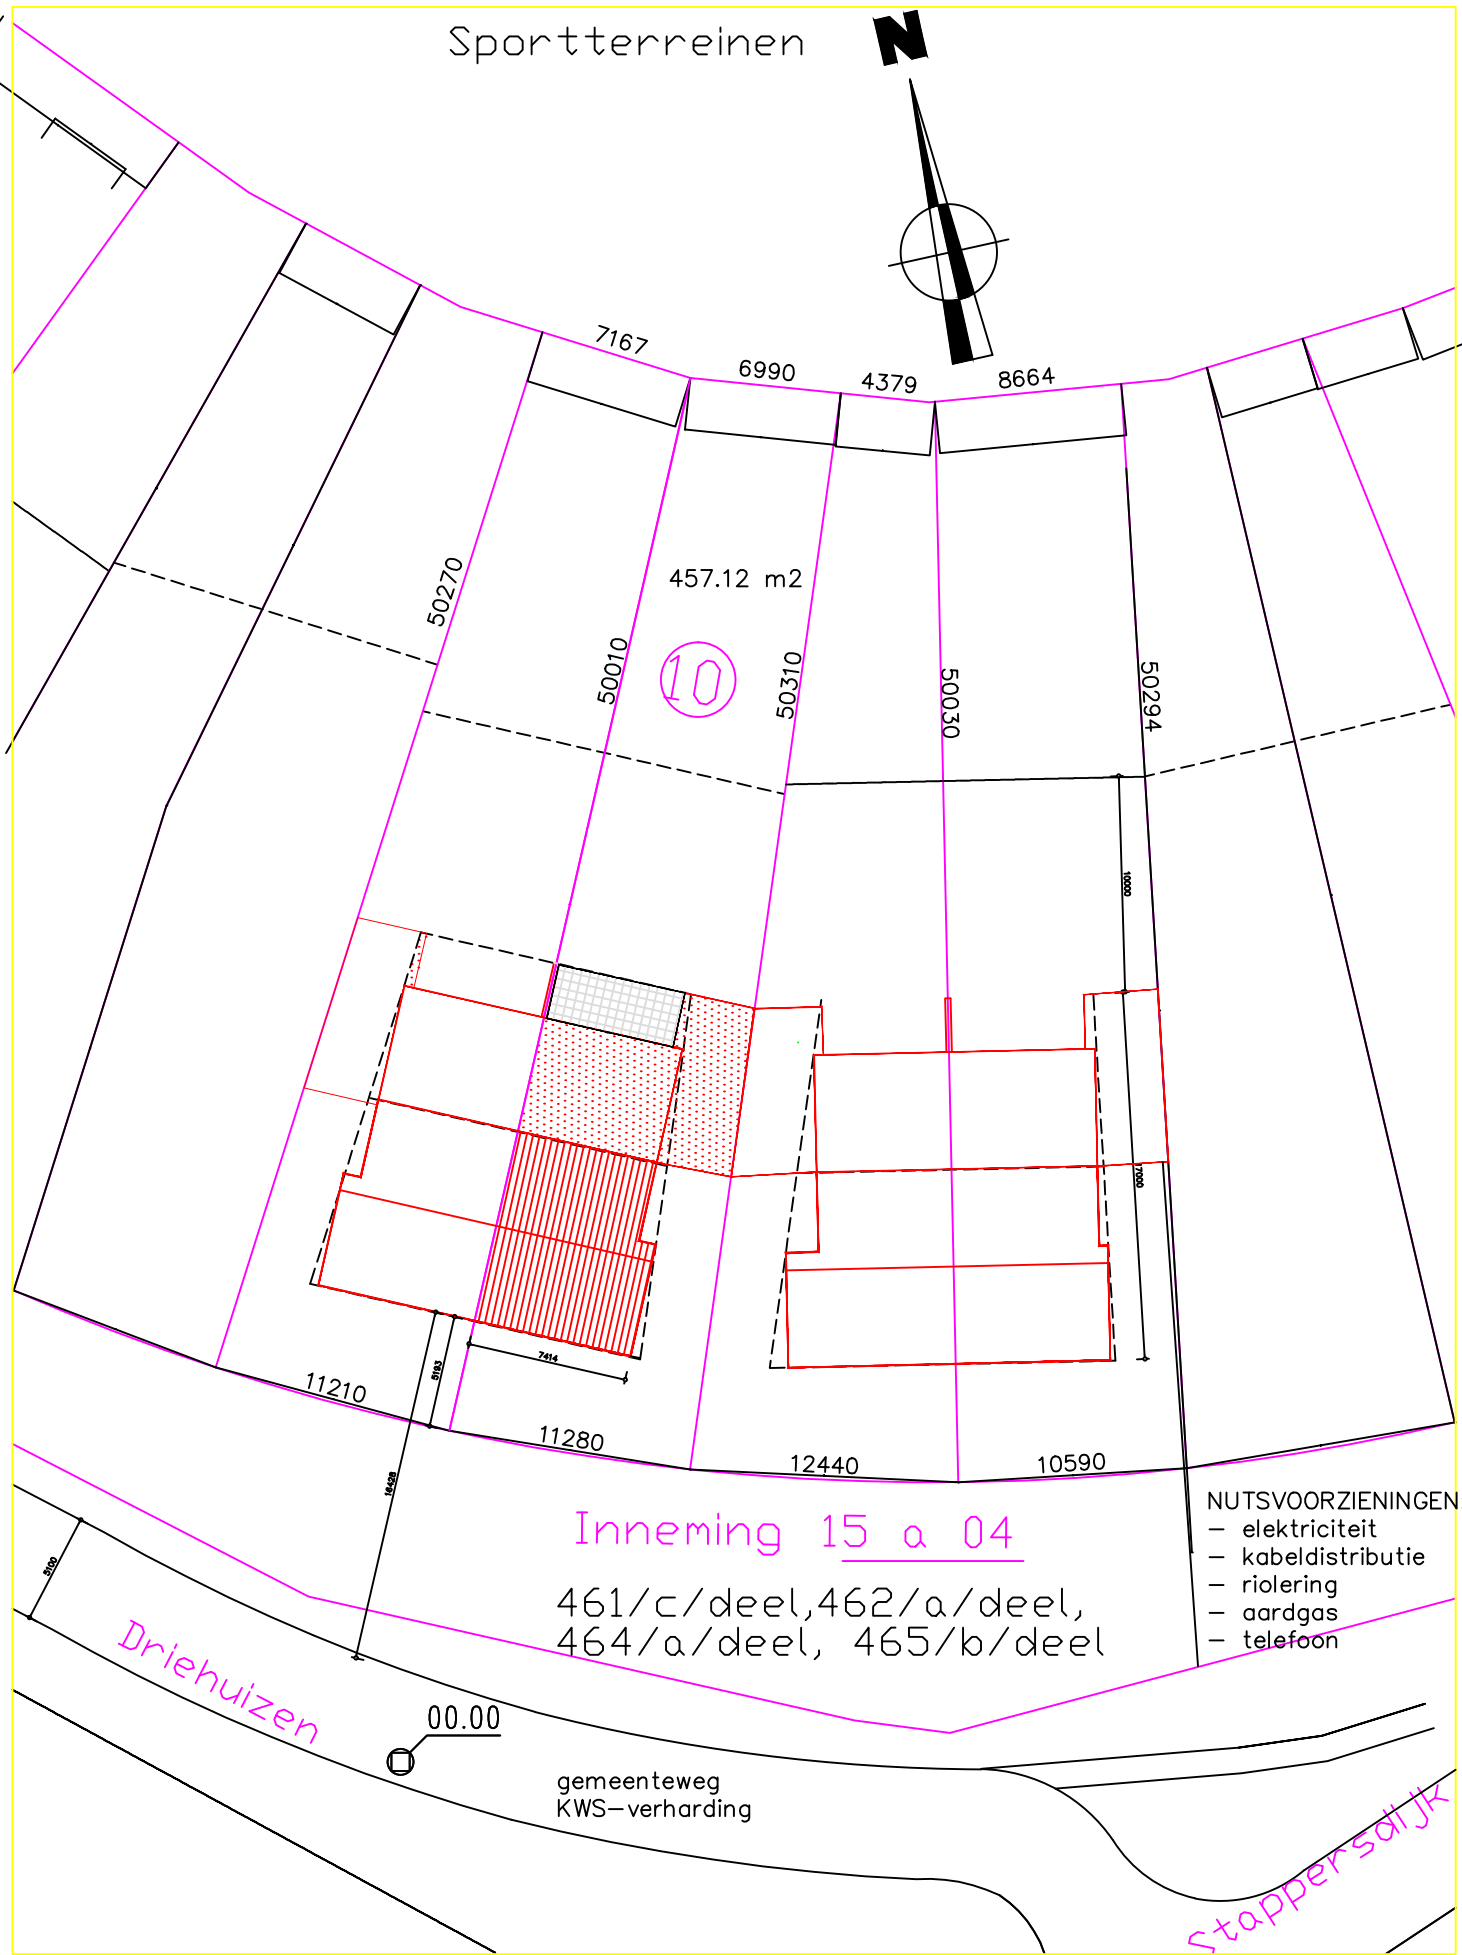 Sportterreinen
N
7167
6990
4379
8664
50270
457.12 m2
50010
10
50310
50030
50294
10000
17000
7414
5193
11210
11280
12440
10590
16428
5100
Inneming 15 a 04
461/c/deel,462/a/deel,
464/a/deel, 465/b/deel
NUTSVOORZIENINGEN
- elektriciteit
- kabeldistributie
- riolering
- aardgas
- telefoon
Driehuizen
00.00
gemeenteweg
KWS-verharding
Stappersdijk